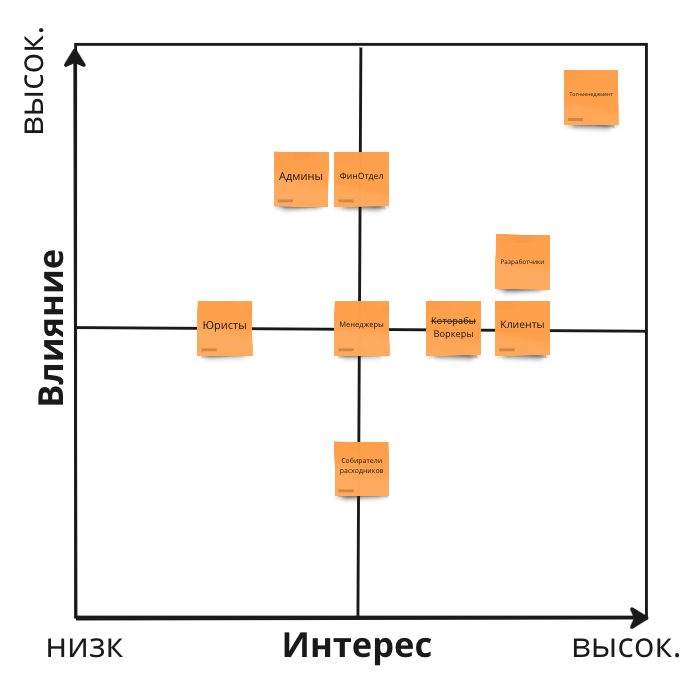 высок.
Топменеджмент
Админы
ФинОтдел
Влияние
Разработчики
Юристы
Менеджеры
Которабы
Воркеры
Клиенты
Собиратели
расходников
низк
Интерес
высок.